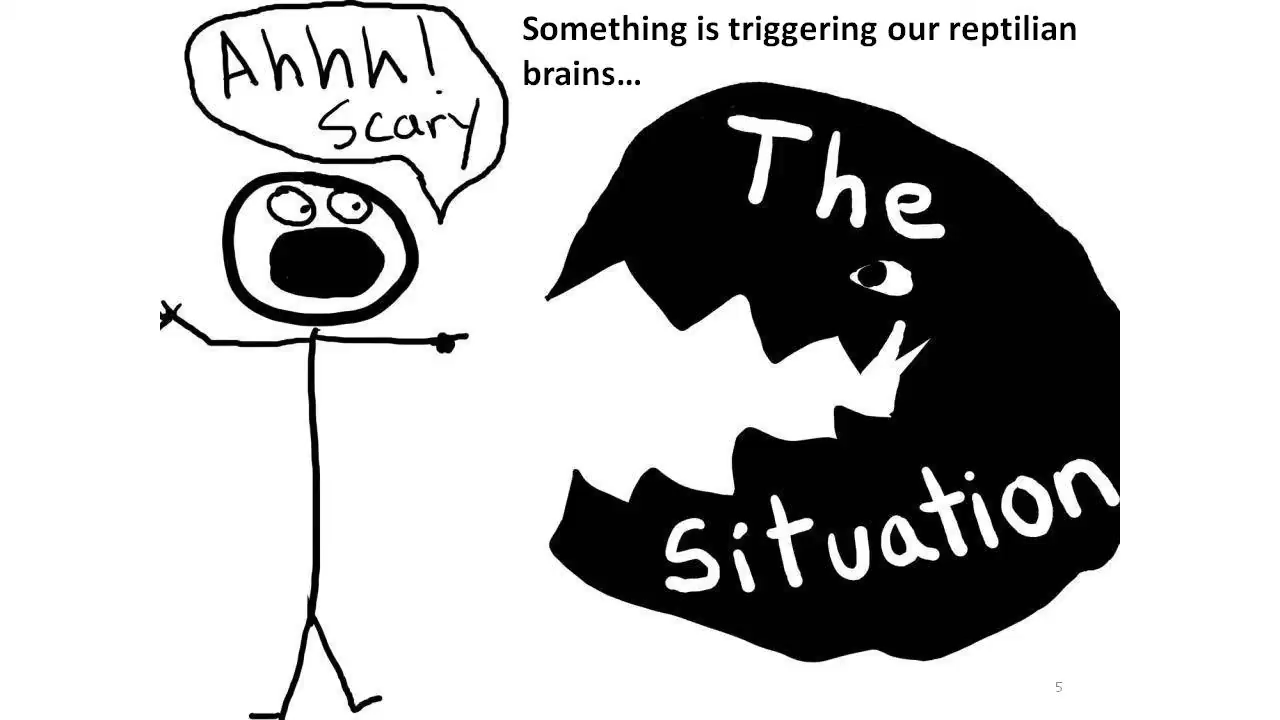 Something is triggering our reptilian
brains…
Ahhh!
Scary
The
Situation
5